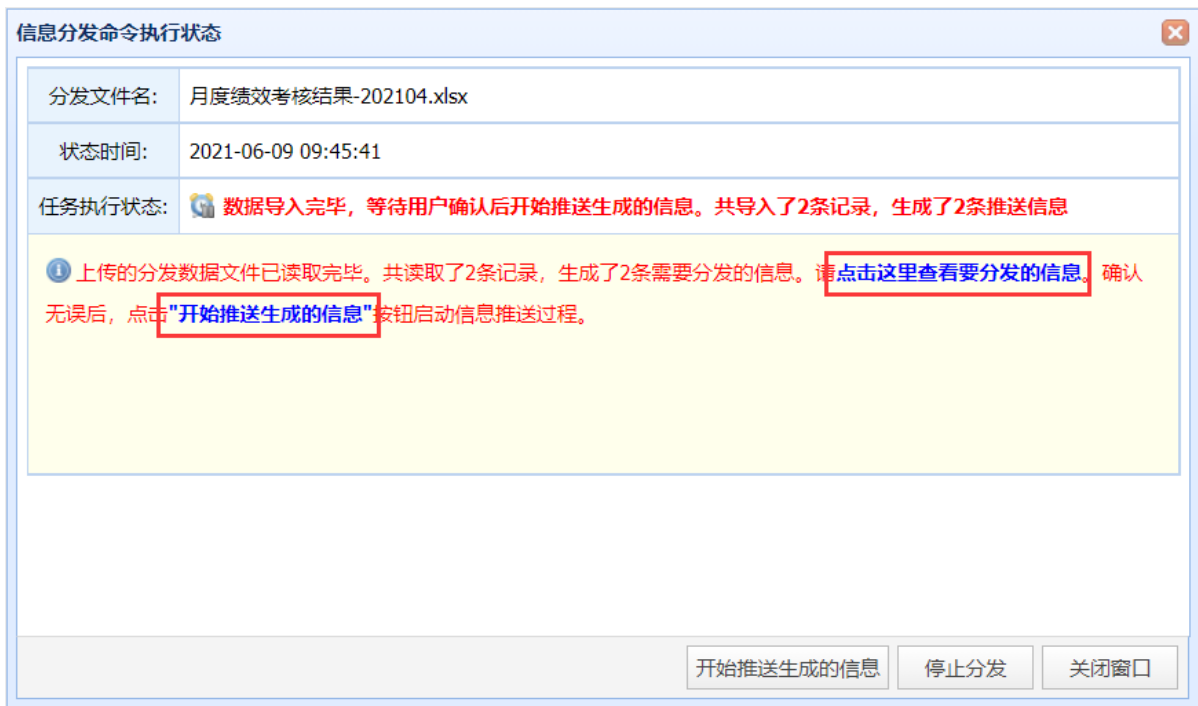 信息分发命令执行状态
分发文件名: 月度绩效考核结果-202104.xlsx
状态时间: 2021-06-09 09:45:41
任务执行状态: 数据导入完毕，等待用户确认后开始推送生成的信息。共导入了2条记录，生成了2条推送信息
上传的分发数据文件已读取完毕。共读取了2条记录，生成了2条需要分发的信息。请点击这里查看要分发的信息。确认
无误后，点击"开始推送生成的信息"按钮启动信息推送过程。
开始推送生成的信息 停止分发 关闭窗口